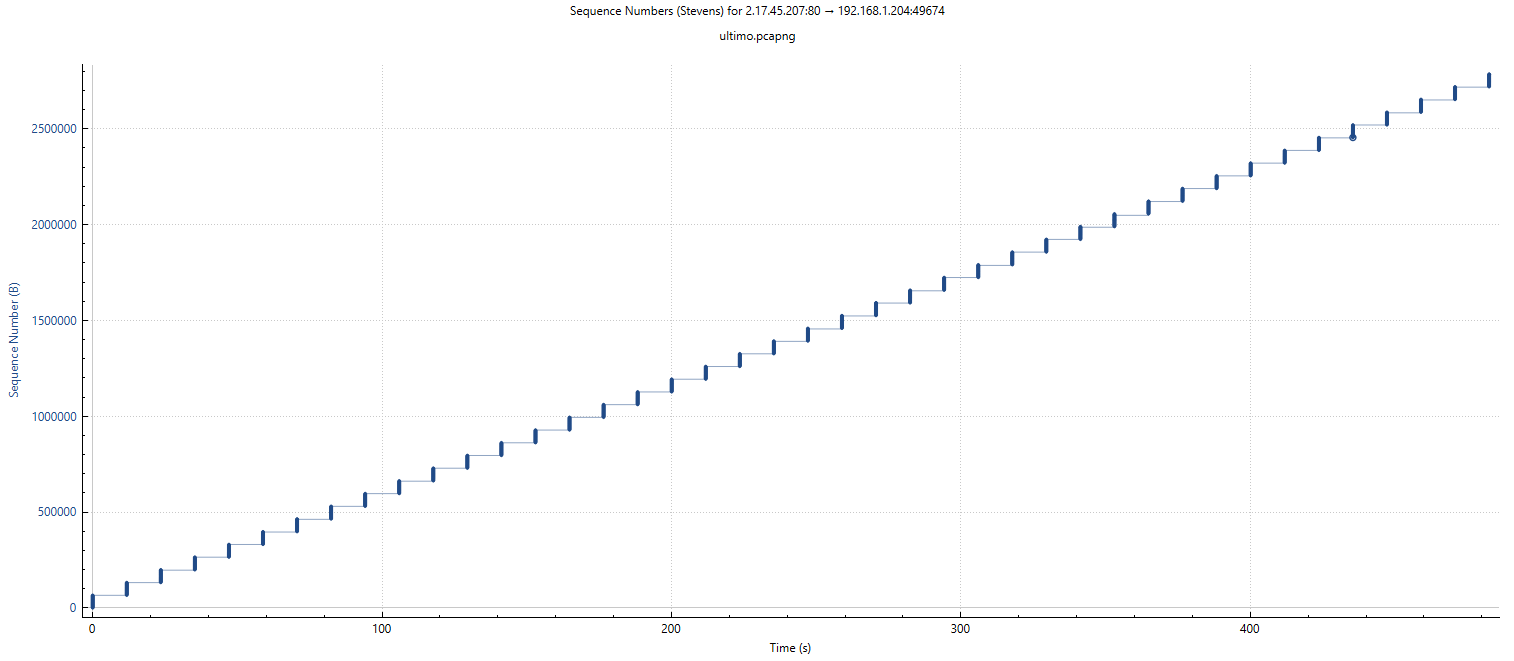 Sequence Numbers (Stevens) for 2.17.45.207:80 → 192.168.1.204:49674
ultimo.pcapng
Sequence Number (B)
2500000
2000000
1500000
1000000
500000
0
0 100 200 300 400
Time (s)